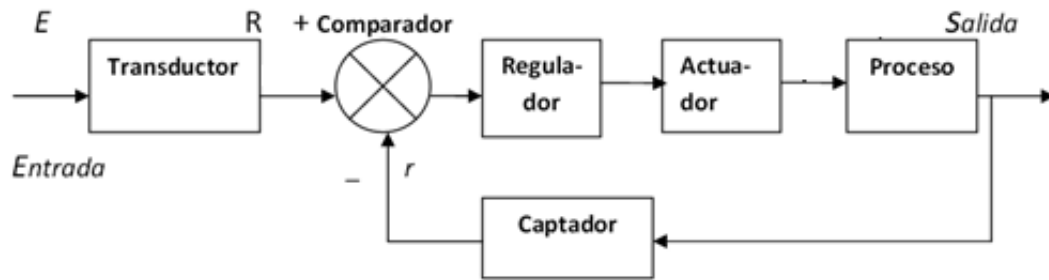 E
R
+ Comparador
Salida
Transductor
Regula-
dor
Actua-
dor
Proceso
Entrada
–
r
Captador